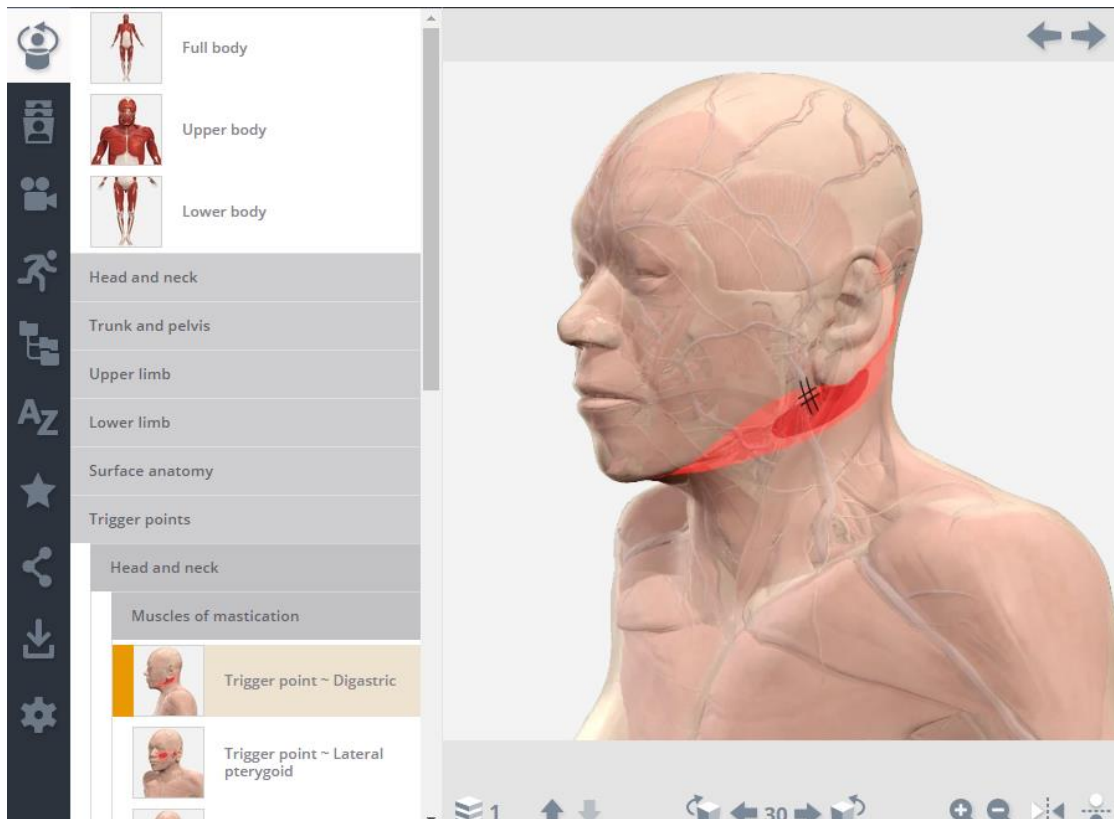 Full body
Upper body
Lower body
Head and neck
Trunk and pelvis
Upper limb
Lower limb
AZ
Surface anatomy
Trigger points
Head and neck
Muscles of mastication
Trigger point ~ Digastric
Trigger point ~ Lateral
pterygoid
1
30